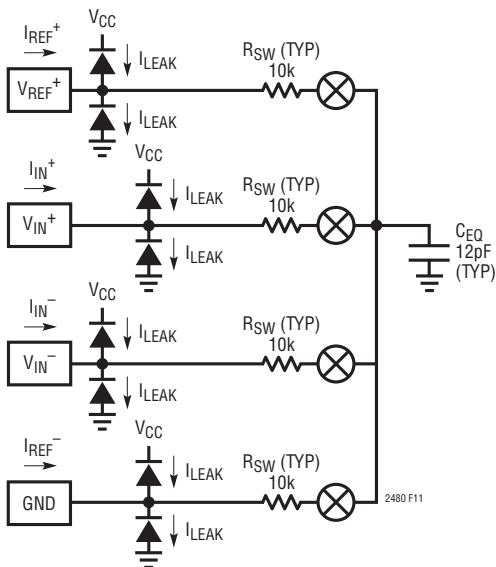 VCC
IREF+
ILEAK
VREF+
ILEAK
RSW (TYP)
10k
VCC
IIN+
ILEAK
VIN+
ILEAK
RSW (TYP)
10k
CEQ
12pF
(TYP)
VCC
IIN–
ILEAK
VIN–
ILEAK
RSW (TYP)
10k
VCC
IREF–
ILEAK
GND
ILEAK
RSW (TYP)
10k
2480 F11